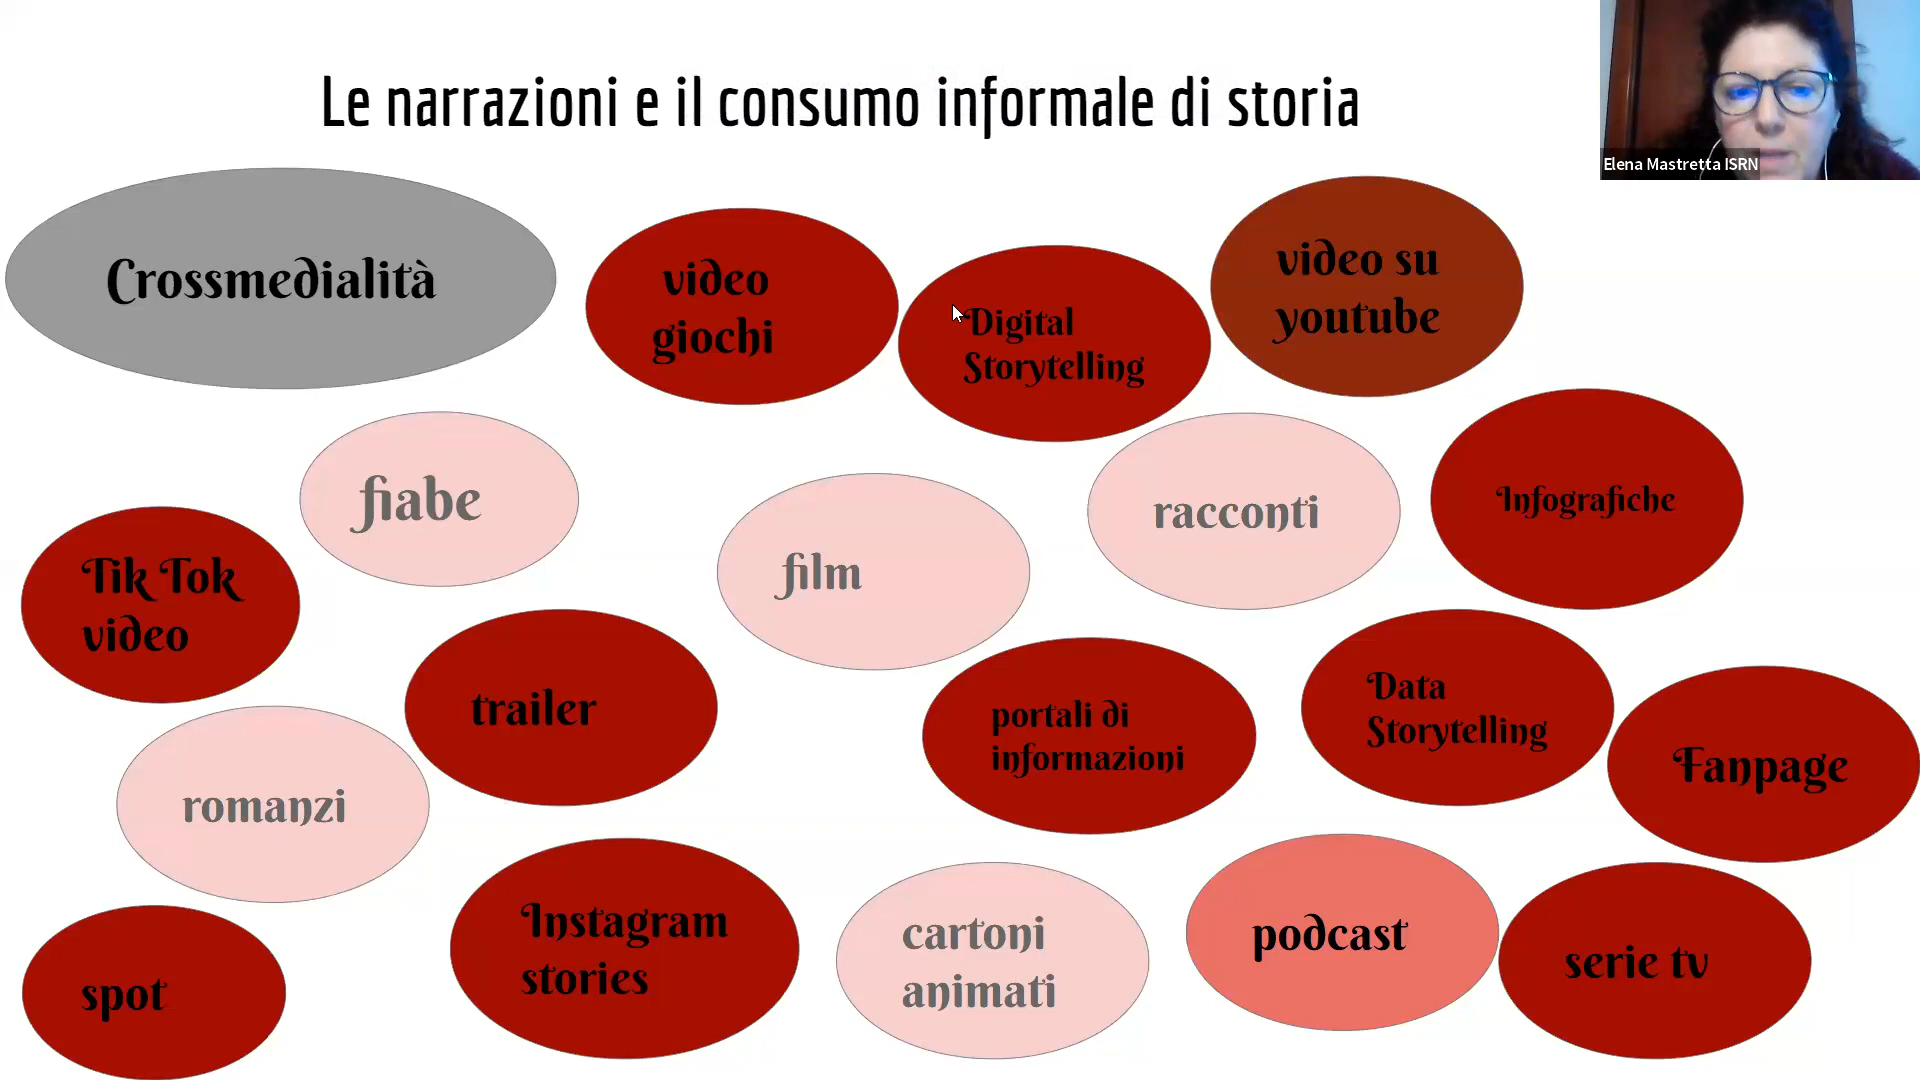 Le narrazioni e il consumo informale di storia
Elena Mastretta ISRN
Crossmedialità
video
giochi
Digital
Storytelling
video su
youtube
fiabe
film
racconti
Infografiche
Tik Tok
video
trailer
portali di
informazioni
Data
Storytelling
Fanpage
romanzi
Instagram
stories
cartoni
animati
podcast
serie tv
spot